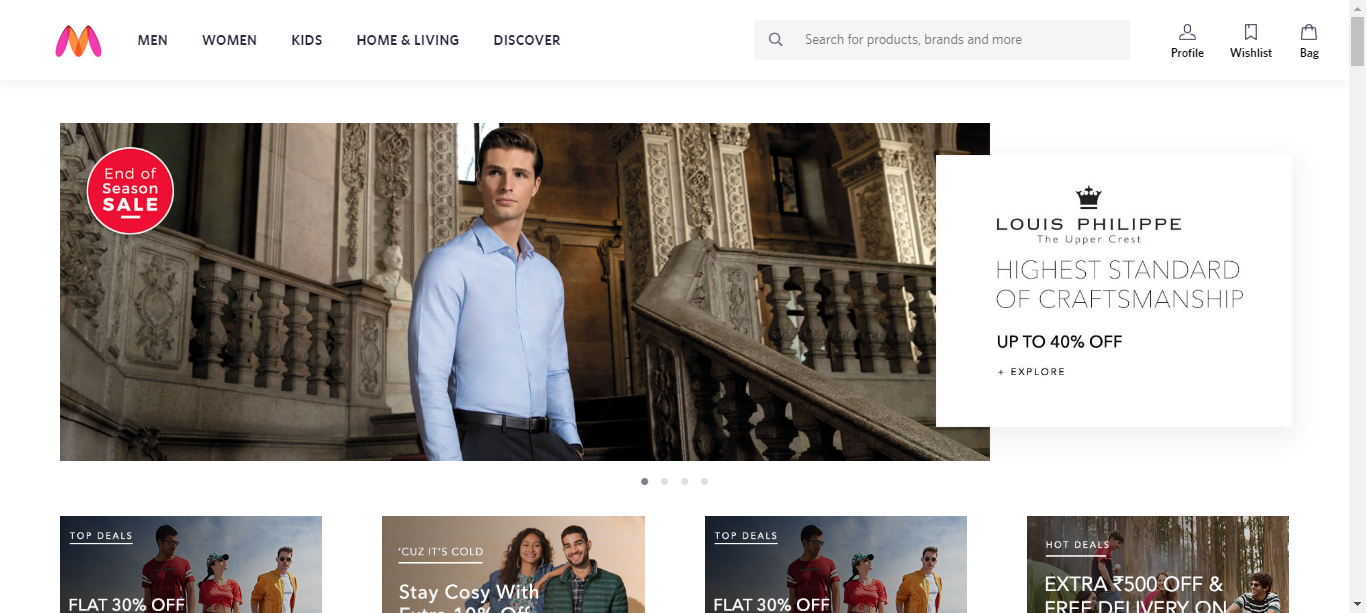 MEN
WOMEN
KIDS
HOME & LIVING
DISCOVER
Search for products, brands and more
Profile
Wishlist
Bag
End of
Season
SALE
LOUIS PHILIPPE
The Upper Crest
HIGHEST STANDARD
OF CRAFTSMANSHIP
UP TO 40% OFF
+ EXPLORE
TOP DEALS
FLAT 30% OFF
'CUZ IT'S COLD
Stay Cosy With
Extra 10% Off
TOP DEALS
FLAT 30% OFF
HOT DEALS
EXTRA ₹500 OFF &
FREE DELIVERY ON